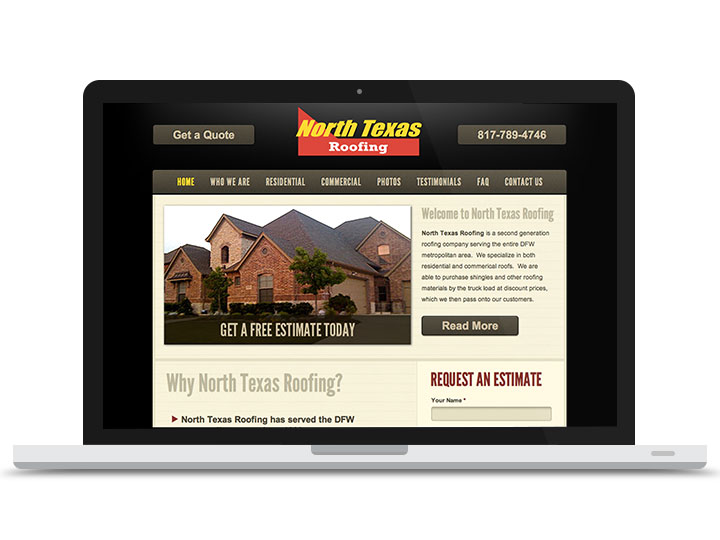 Get a Quote
North Texas
Roofing
817-789-4746
HOME WHO WE ARE RESIDENTIAL COMMERCIAL PHOTOS TESTIMONIALS FAQ CONTACT US
GET A FREE ESTIMATE TODAY
Welcome to North Texas Roofing
North Texas Roofing is a second generation
roofing company serving the entire DFW
metropolitan area. We specialize in both
residential and commerical roofs. We are
able to purchase shingles and other roofing
materials by the truck load at discount prices,
which we then pass onto our customers.
Read More
Why North Texas Roofing?
North Texas Roofing has served the DFW
REQUEST AN ESTIMATE
Your Name *